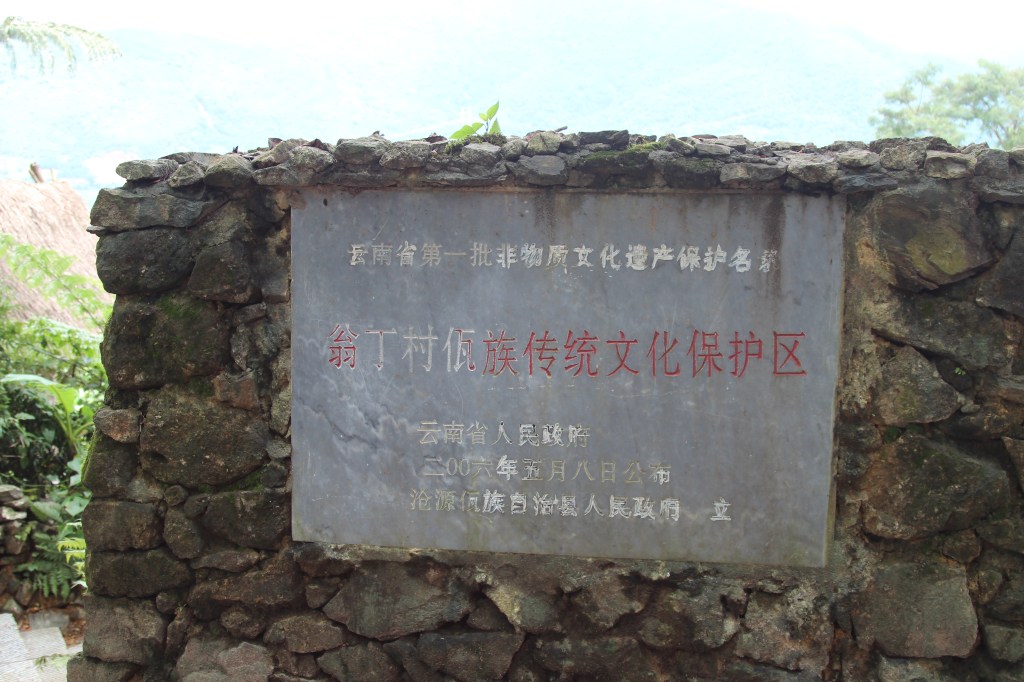 云南省第一批非物质文化遗产保护名录
翁丁村佤族传统文化保护区
云南省人民政府
二00六年五月八日公布
沧源佤族自治县人民政府 立